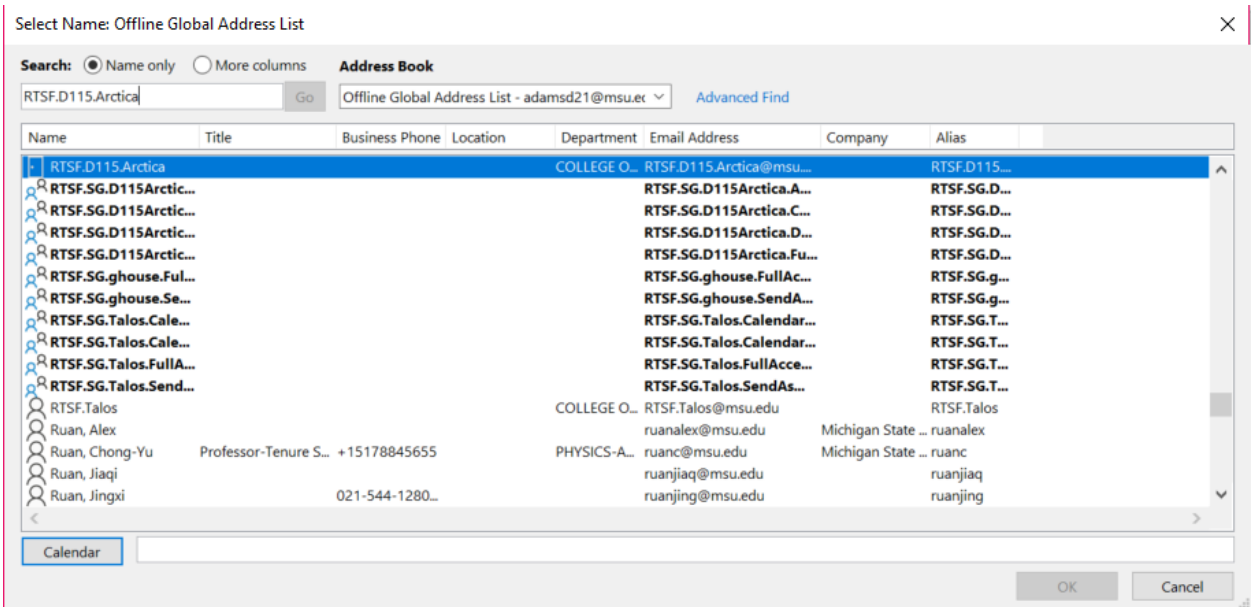 Select Name: Offline Global Address List
Search: Name only More columns Address Book
RTSF.D115.Arctica Go Offline Global Address List - adamsd21@msu.ec Advanced Find
Name Title Business Phone Location Department Email Address Company Alias
RTSF.D115.Arctica COLLEGE O... RTSF.D115.Arctica@msu.... RTSF.D115....
RTSF.SG.D115Arctic... RTSF.SG.D115Arctica.A... RTSF.SG.D...
RTSF.SG.D115Arctic... RTSF.SG.D115Arctica.C... RTSF.SG.D...
RTSF.SG.D115Arctic... RTSF.SG.D115Arctica.D... RTSF.SG.D...
RTSF.SG.D115Arctic... RTSF.SG.D115Arctica.Fu... RTSF.SG.D...
RTSF.SG.ghouse.Ful... RTSF.SG.ghouse.FullAc... RTSF.SG.g...
RTSF.SG.ghouse.Se... RTSF.SG.ghouse.SendA... RTSF.SG.g...
RTSF.SG.Talos.Cale... RTSF.SG.Talos.Calendar... RTSF.SG.T...
RTSF.SG.Talos.Cale... RTSF.SG.Talos.Calendar... RTSF.SG.T...
RTSF.SG.Talos.FullA... RTSF.SG.Talos.FullAcce... RTSF.SG.T...
RTSF.SG.Talos.Send... RTSF.SG.Talos.SendAs... RTSF.SG.T...
RTSF.Talos COLLEGE O... RTSF.Talos@msu.edu RTSF.Talos
Ruan, Alex ruanalex@msu.edu Michigan State ... ruanalex
Ruan, Chong-Yu Professor-Tenure S... +15178845655 PHYSICS-A... ruanc@msu.edu Michigan State ... ruanc
Ruan, Jiaqi ruanjiaq@msu.edu ruanjiaq
Ruan, Jingxi 021-544-1280... ruanjing@msu.edu ruanjing
Calendar
OK Cancel